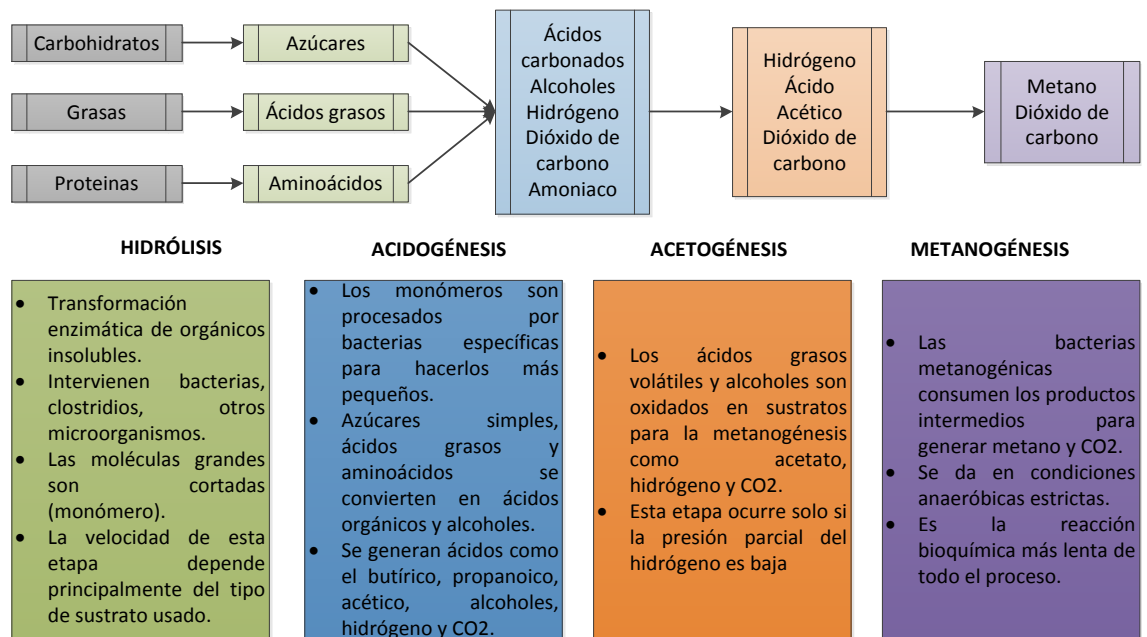 Carbohidratos
Azúcares
Grasas
Ácidos grasos
Proteinas
Aminoácidos
Ácidos
carbonados
Alcoholes
Hidrógeno
Dióxido de
carbono
Amoniaco
Hidrógeno
Ácido
Acético
Dióxido de
carbono
Metano
Dióxido de
carbono
HIDRÓLISIS
• Transformación
enzimática de orgánicos
insolubles.
• Intervienen bacterias,
clostridios, otros
microorganismos.
• Las moléculas grandes
son cortadas
(monómero).
• La velocidad de esta
etapa depende
principalmente del tipo
de sustrato usado.
ACIDOGÉNESIS
• Los monómeros son
procesados por
bacterias específicas
para hacerlos más
pequeños.
• Azúcares simples,
ácidos grasos y
aminoácidos se
convierten en ácidos
orgánicos y alcoholes.
• Se generan ácidos como
el butírico, propanoico,
acético, alcoholes,
hidrógeno y CO2.
ACETOGÉNESIS
• Los ácidos grasos
volátiles y alcoholes son
oxidados en sustratos
para la metanogénesis
como acetato,
hidrógeno y CO2.
• Esta etapa ocurre solo si
la presión parcial del
hidrógeno es baja
METANOGÉNESIS
• Las bacterias
metanogénicas
consumen los productos
intermedios para
generar metano y CO2.
• Se da en condiciones
anaeróbicas estrictas.
• Es la reacción
bioquímica más lenta de
todo el proceso.